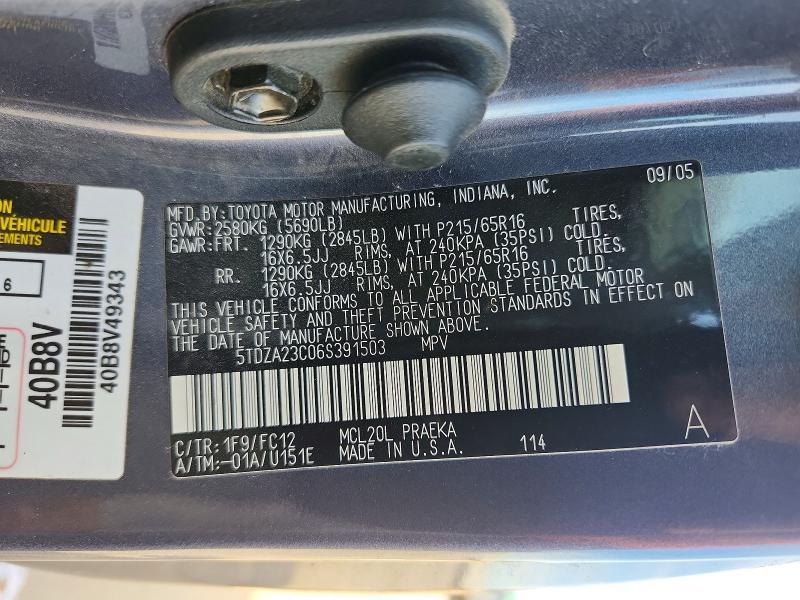 ON
VÉHICULE
EMENTS
6
40B8V
40B8V49343
09/05
MFD.BY:TOYOTA MOTOR MANUFACTURING, INDIANA, INC.
GVWR:2580KG (5690LB)
GAWR:FRT. 1290KG (2845LB) WITH P215/65R16 TIRES,
16X6.5JJ RIMS, AT 240KPA (35PSI) COLD.
RR. 1290KG (2845LB) WITH P215/65R16 TIRES,
16X6.5JJ RIMS, AT 240KPA (35PSI) COLD.
THIS VEHICLE CONFORMS TO ALL APPLICABLE FEDERAL MOTOR
VEHICLE SAFETY AND THEFT PREVENTION STANDARDS IN EFFECT ON
THE DATE OF MANUFACTURE SHOWN ABOVE.
5TDZA23C06S391503 MPV
C/TR:1F9/FC12 MCL20L PRAEKA
A/TM:-01A/U151E MADE IN U.S.A. 114
A